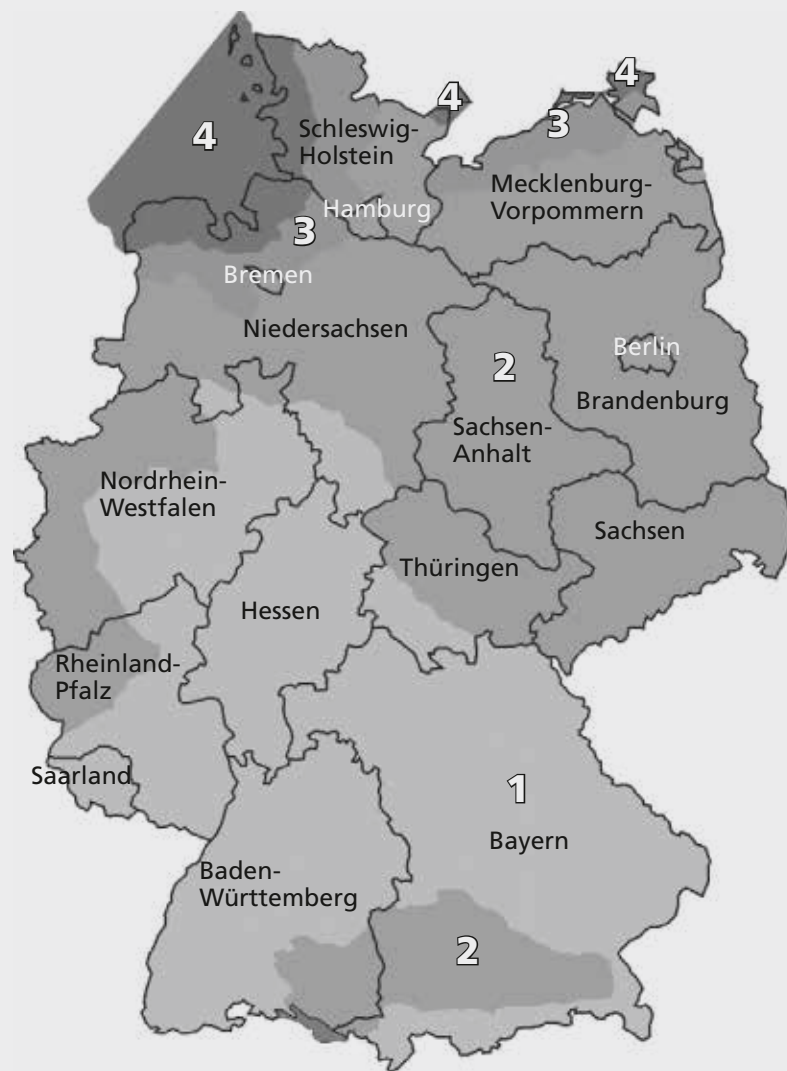 4
4
4
3
Schleswig-
Holstein
Mecklenburg-
Vorpommern
Hamburg
3
Bremen
Niedersachsen
Berlin
2
Brandenburg
Sachsen-
Anhalt
Nordrhein-
Westfalen
Sachsen
Thüringen
Hessen
Rheinland-
Pfalz
Saarland
1
Bayern
Baden-
Württemberg
2